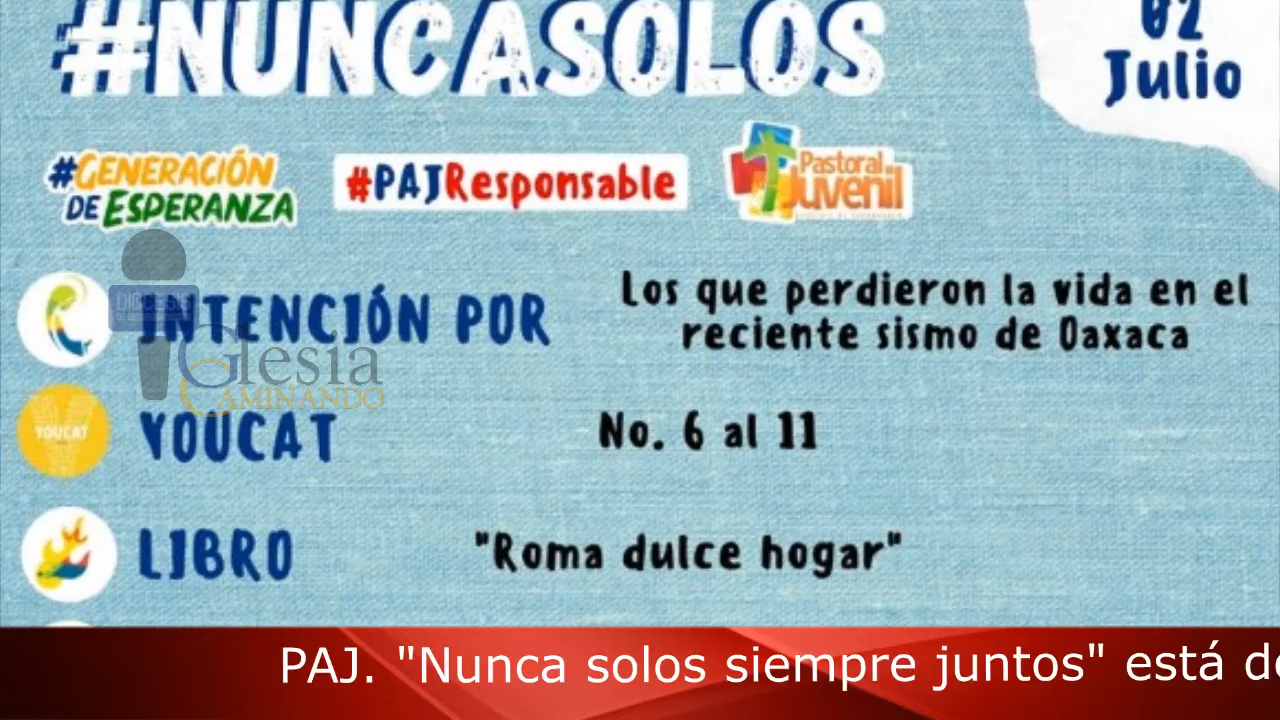 #NUNCASOLOS
02
Julio
#GENERACIÓN
DE ESPERANZA
#PAJResponsable
Pastoral
Juvenil
INTENCIÓN POR
Los que perdieron la vida en el
reciente sismo de Oaxaca
DIÓCESIS
Iglesia
CAMINANDO
YOUCAT
YOUCAT
No. 6 al 11
LIBRO
"Roma dulce hogar"
PAJ. "Nunca solos siempre juntos" está de